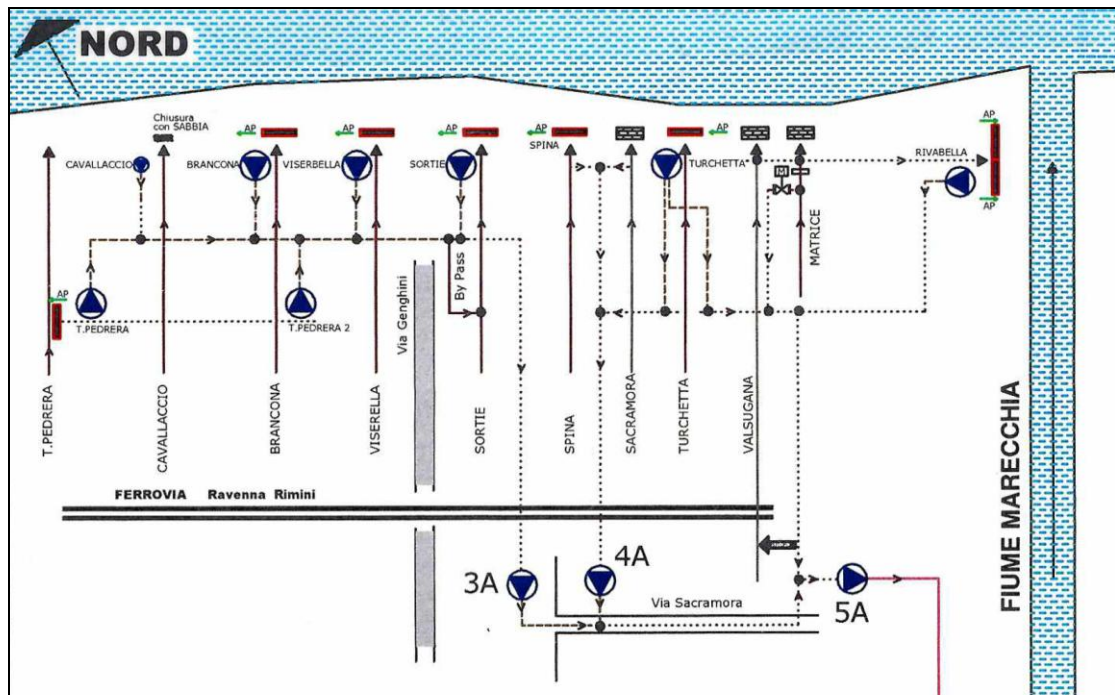 NORD
Chiusura
con SABBIA
AP
AP
AP
AP
SPINA
AP
AP
CAVALLACCIO
BRANCONA
VISERBELLA
SORTIE
TURCHETTA
RIVABELLA
M
AP
AP
T.PEDRERA
T.PEDRERA 2
By Pass
Via Genghini
MATRICE
T.PEDRERA
CAVALLACCIO
BRANCONA
VISERELLA
SORTIE
SPINA
SACRAMORA
TURCHETTA
VALSUGANA
FERROVIA Ravenna Rimini
3A
4A
5A
Via Sacramora
FIUME MARECCHIA